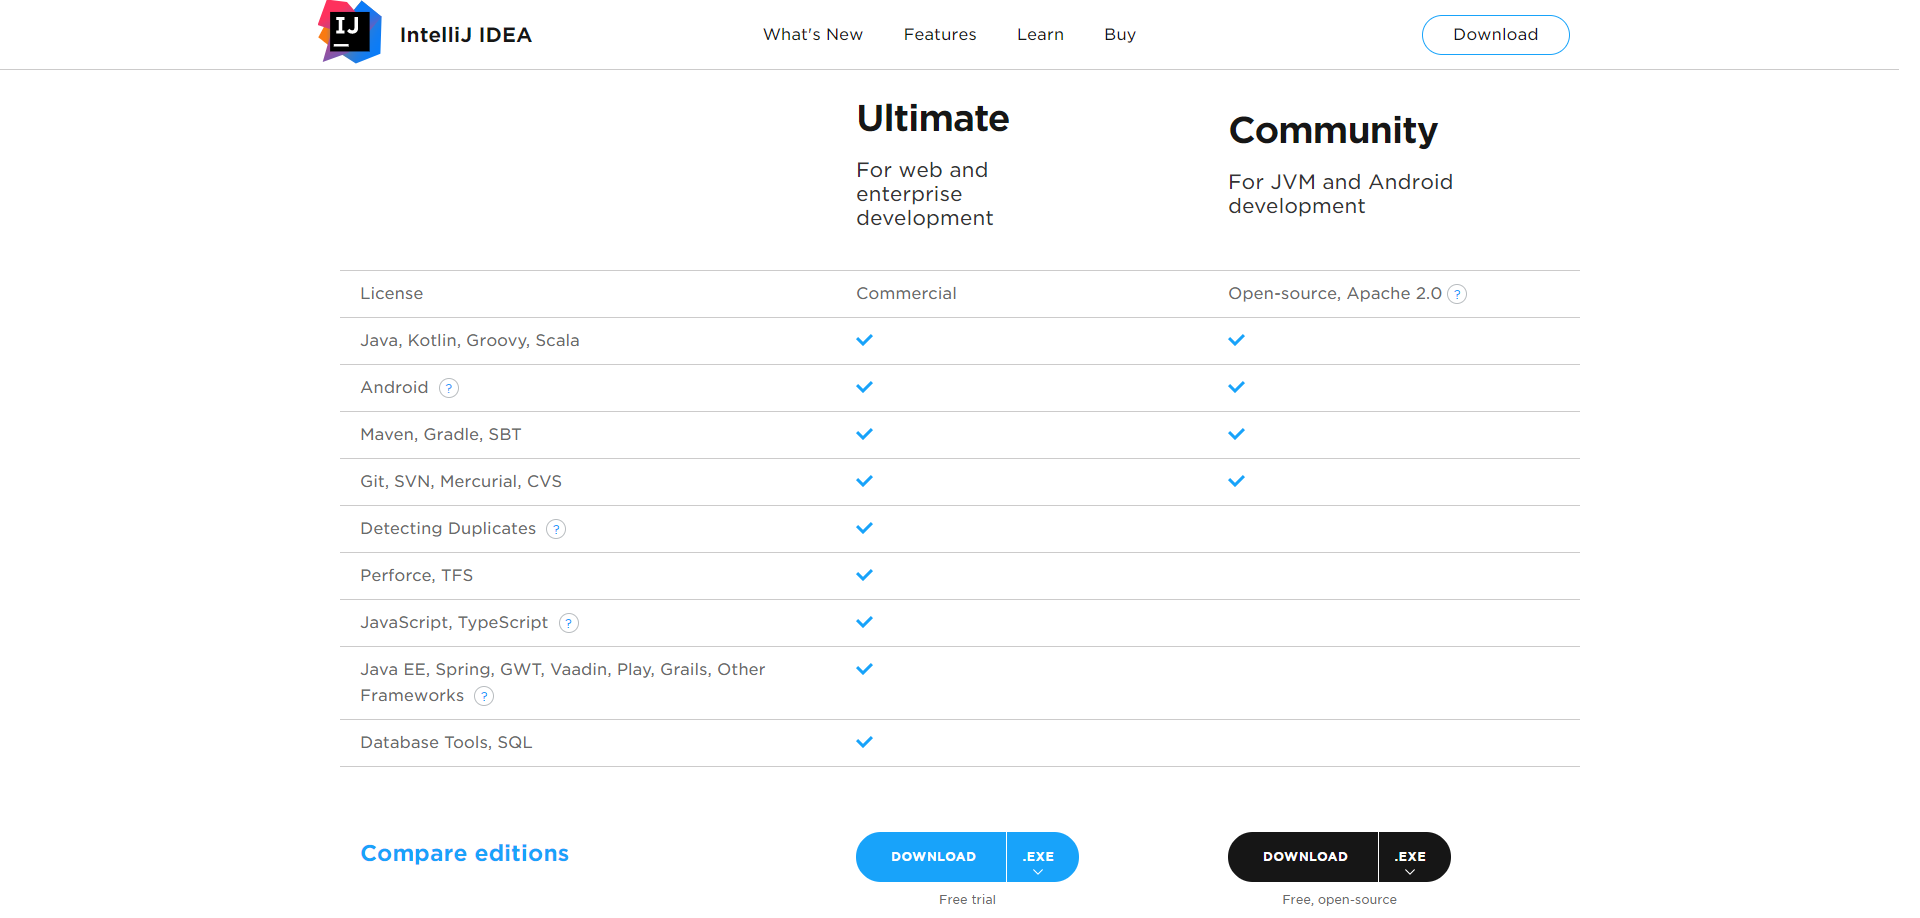 IJ
IntelliJ IDEA
What's New
Features
Learn
Buy
Download
Ultimate
For web and
enterprise
development
Community
For JVM and Android
development
License
Commercial
Open-source, Apache 2.0 ?
Java, Kotlin, Groovy, Scala
Android ?
Maven, Gradle, SBT
Git, SVN, Mercurial, CVS
Detecting Duplicates ?
Perforce, TFS
JavaScript, TypeScript ?
Java EE, Spring, GWT, Vaadin, Play, Grails, Other
Frameworks ?
Database Tools, SQL
Compare editions
DOWNLOAD
.EXE
Free trial
DOWNLOAD
.EXE
Free, open-source